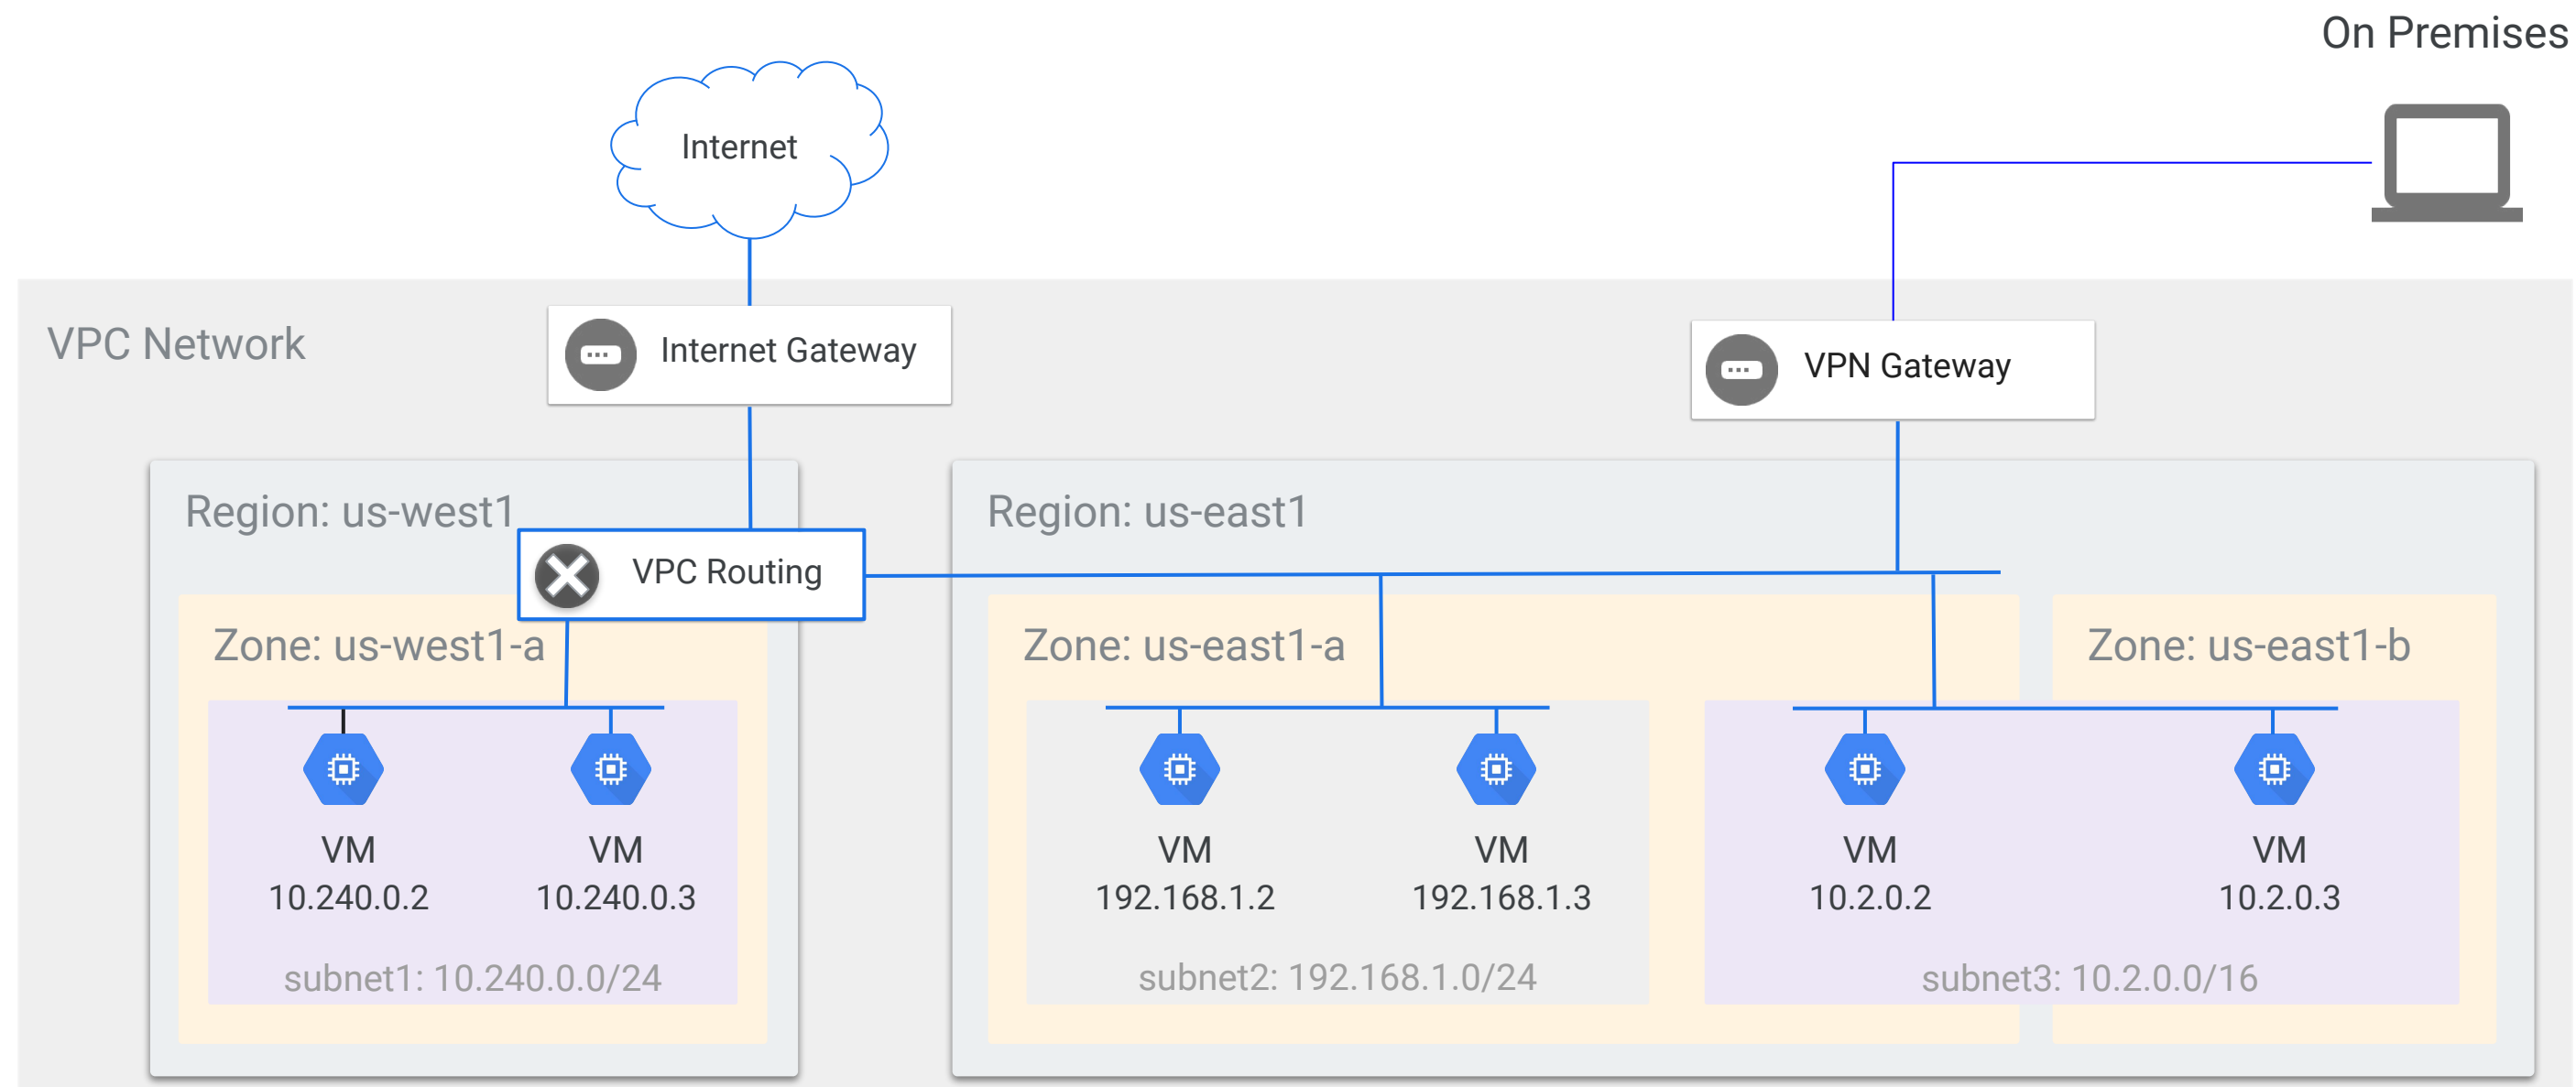 On Premises
Internet
VPC Network
Internet Gateway
VPN Gateway
Region: us-west1
Region: us-east1
VPC Routing
Zone: us-west1-a
Zone: us-east1-a
Zone: us-east1-b
VM
10.240.0.2
VM
10.240.0.3
subnet1: 10.240.0.0/24
VM
192.168.1.2
VM
192.168.1.3
subnet2: 192.168.1.0/24
VM
10.2.0.2
VM
10.2.0.3
subnet3: 10.2.0.0/16